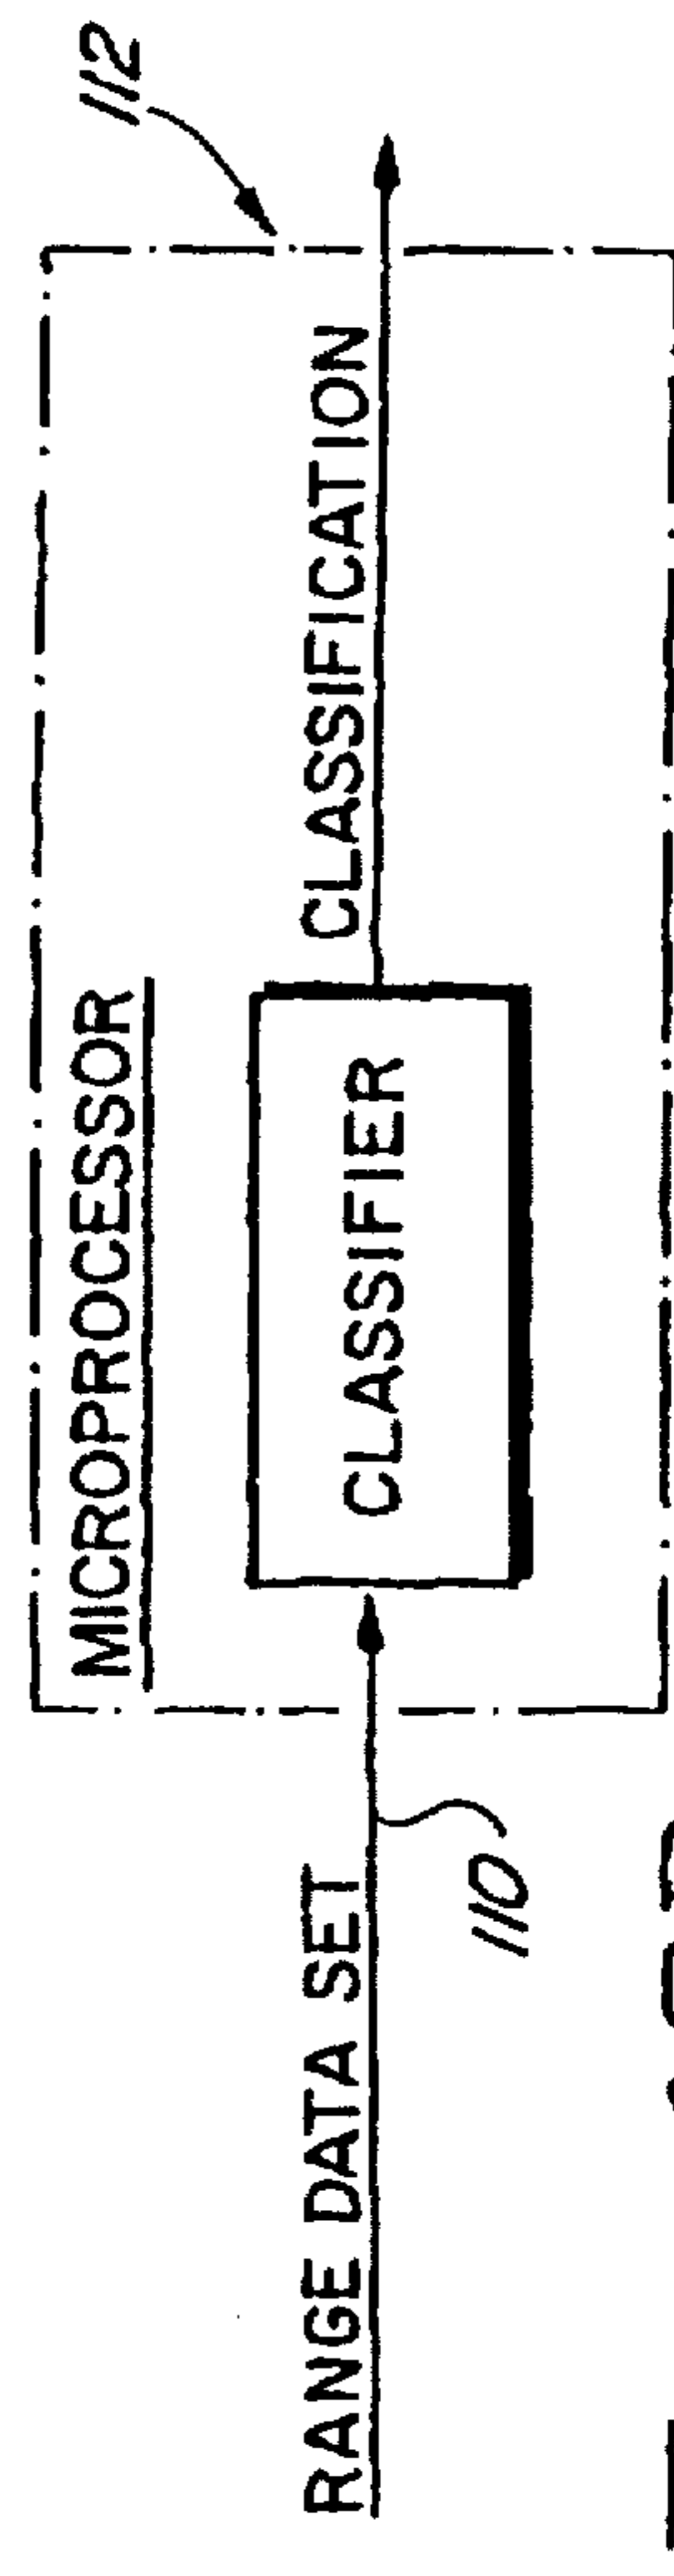 112
MICROPROCESSOR
RANGE DATA SET
CLASSIFIER
CLASSIFICATION
110